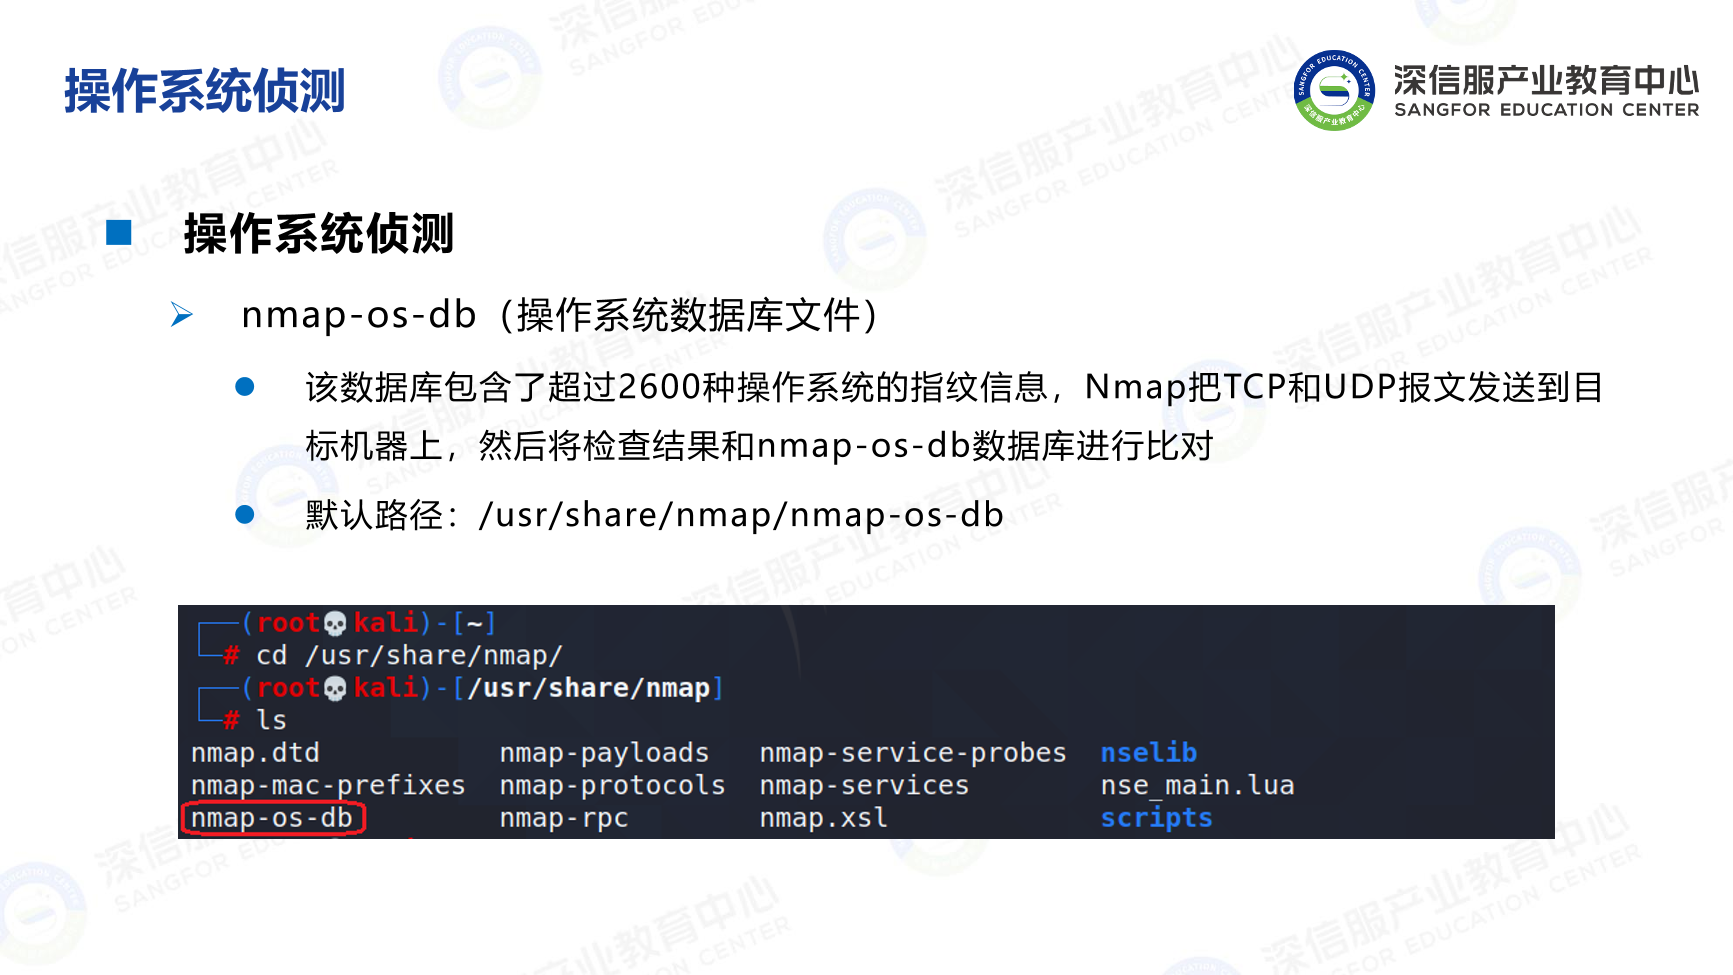 操作系统侦测
深信服产业教育中心
SANGFOR EDUCATION CENTER
操作系统侦测
nmap-os-db（操作系统数据库文件）
该数据库包含了超过2600种操作系统的指纹信息，Nmap把TCP和UDP报文发送到目
标机器上，然后将检查结果和nmap-os-db数据库进行比对
默认路径：/usr/share/nmap/nmap-os-db
(root💀kali)-[~]
# cd /usr/share/nmap/
(root💀kali)-[/usr/share/nmap]
# ls
nmap.dtd nmap-payloads nmap-service-probes nselib
nmap-mac-prefixes nmap-protocols nmap-services nse_main.lua
nmap-os-db nmap-rpc nmap.xsl scripts